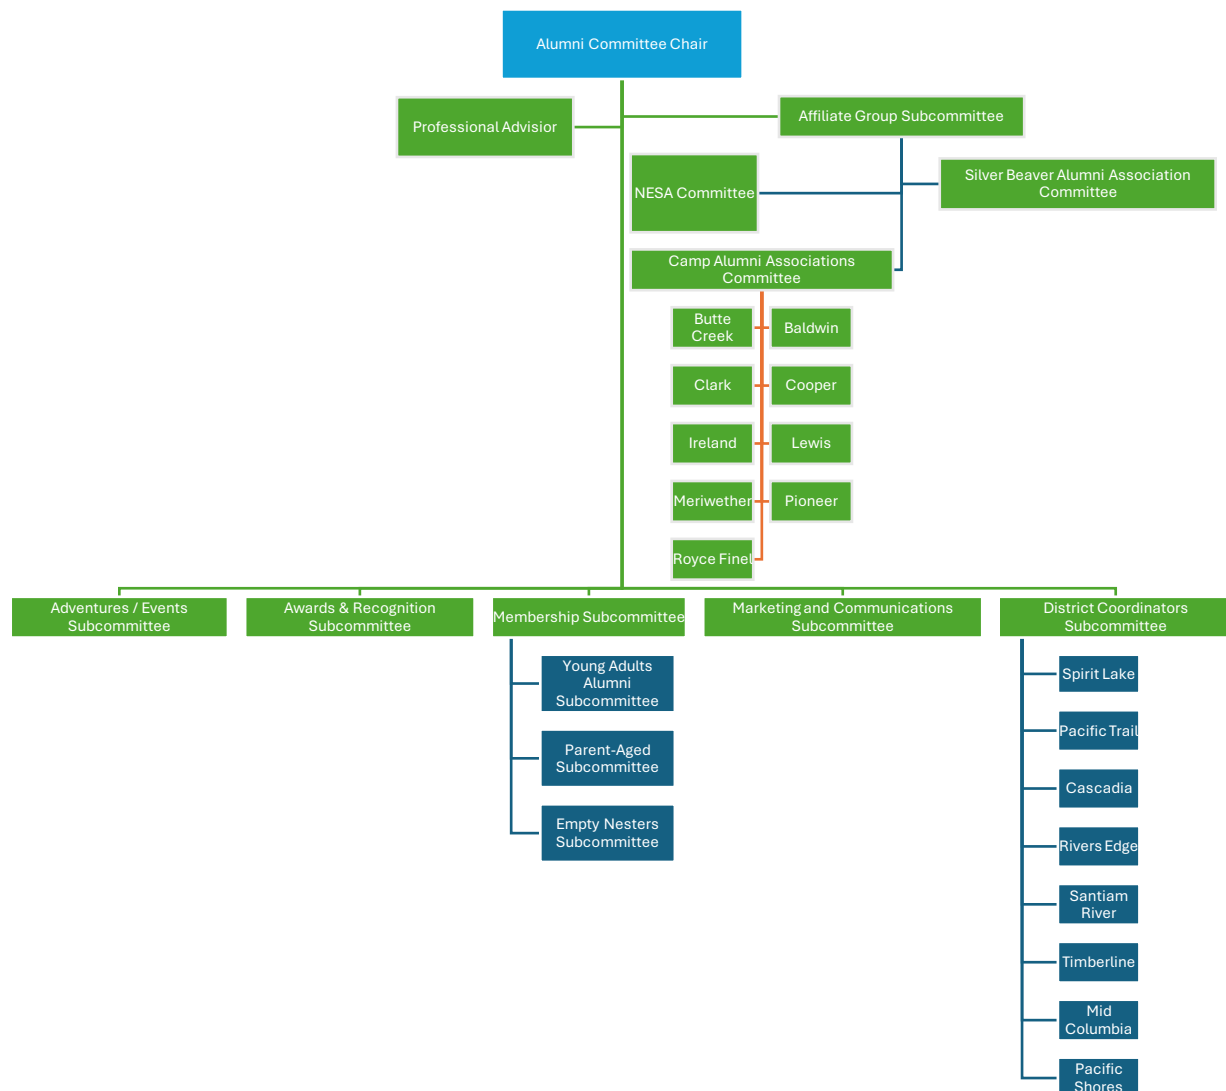 Alumni Committee Chair
Professional Advisior
Affiliate Group Subcommittee
NESA Committee
Silver Beaver Alumni Association
Committee
Camp Alumni Associations
Committee
Butte
Creek
Baldwin
Clark
Cooper
Ireland
Lewis
Meriwether
Pioneer
Royce Finel
Adventures / Events
Subcommittee
Awards & Recognition
Subcommittee
Membership Subcommittee
Marketing and Communications
Subcommittee
District Coordinators
Subcommittee
Young Adults
Alumni
Subcommittee
Parent-Aged
Subcommittee
Empty Nesters
Subcommittee
Spirit Lake
Pacific Trail
Cascadia
Rivers Edge
Santiam
River
Timberline
Mid
Columbia
Pacific
Shores